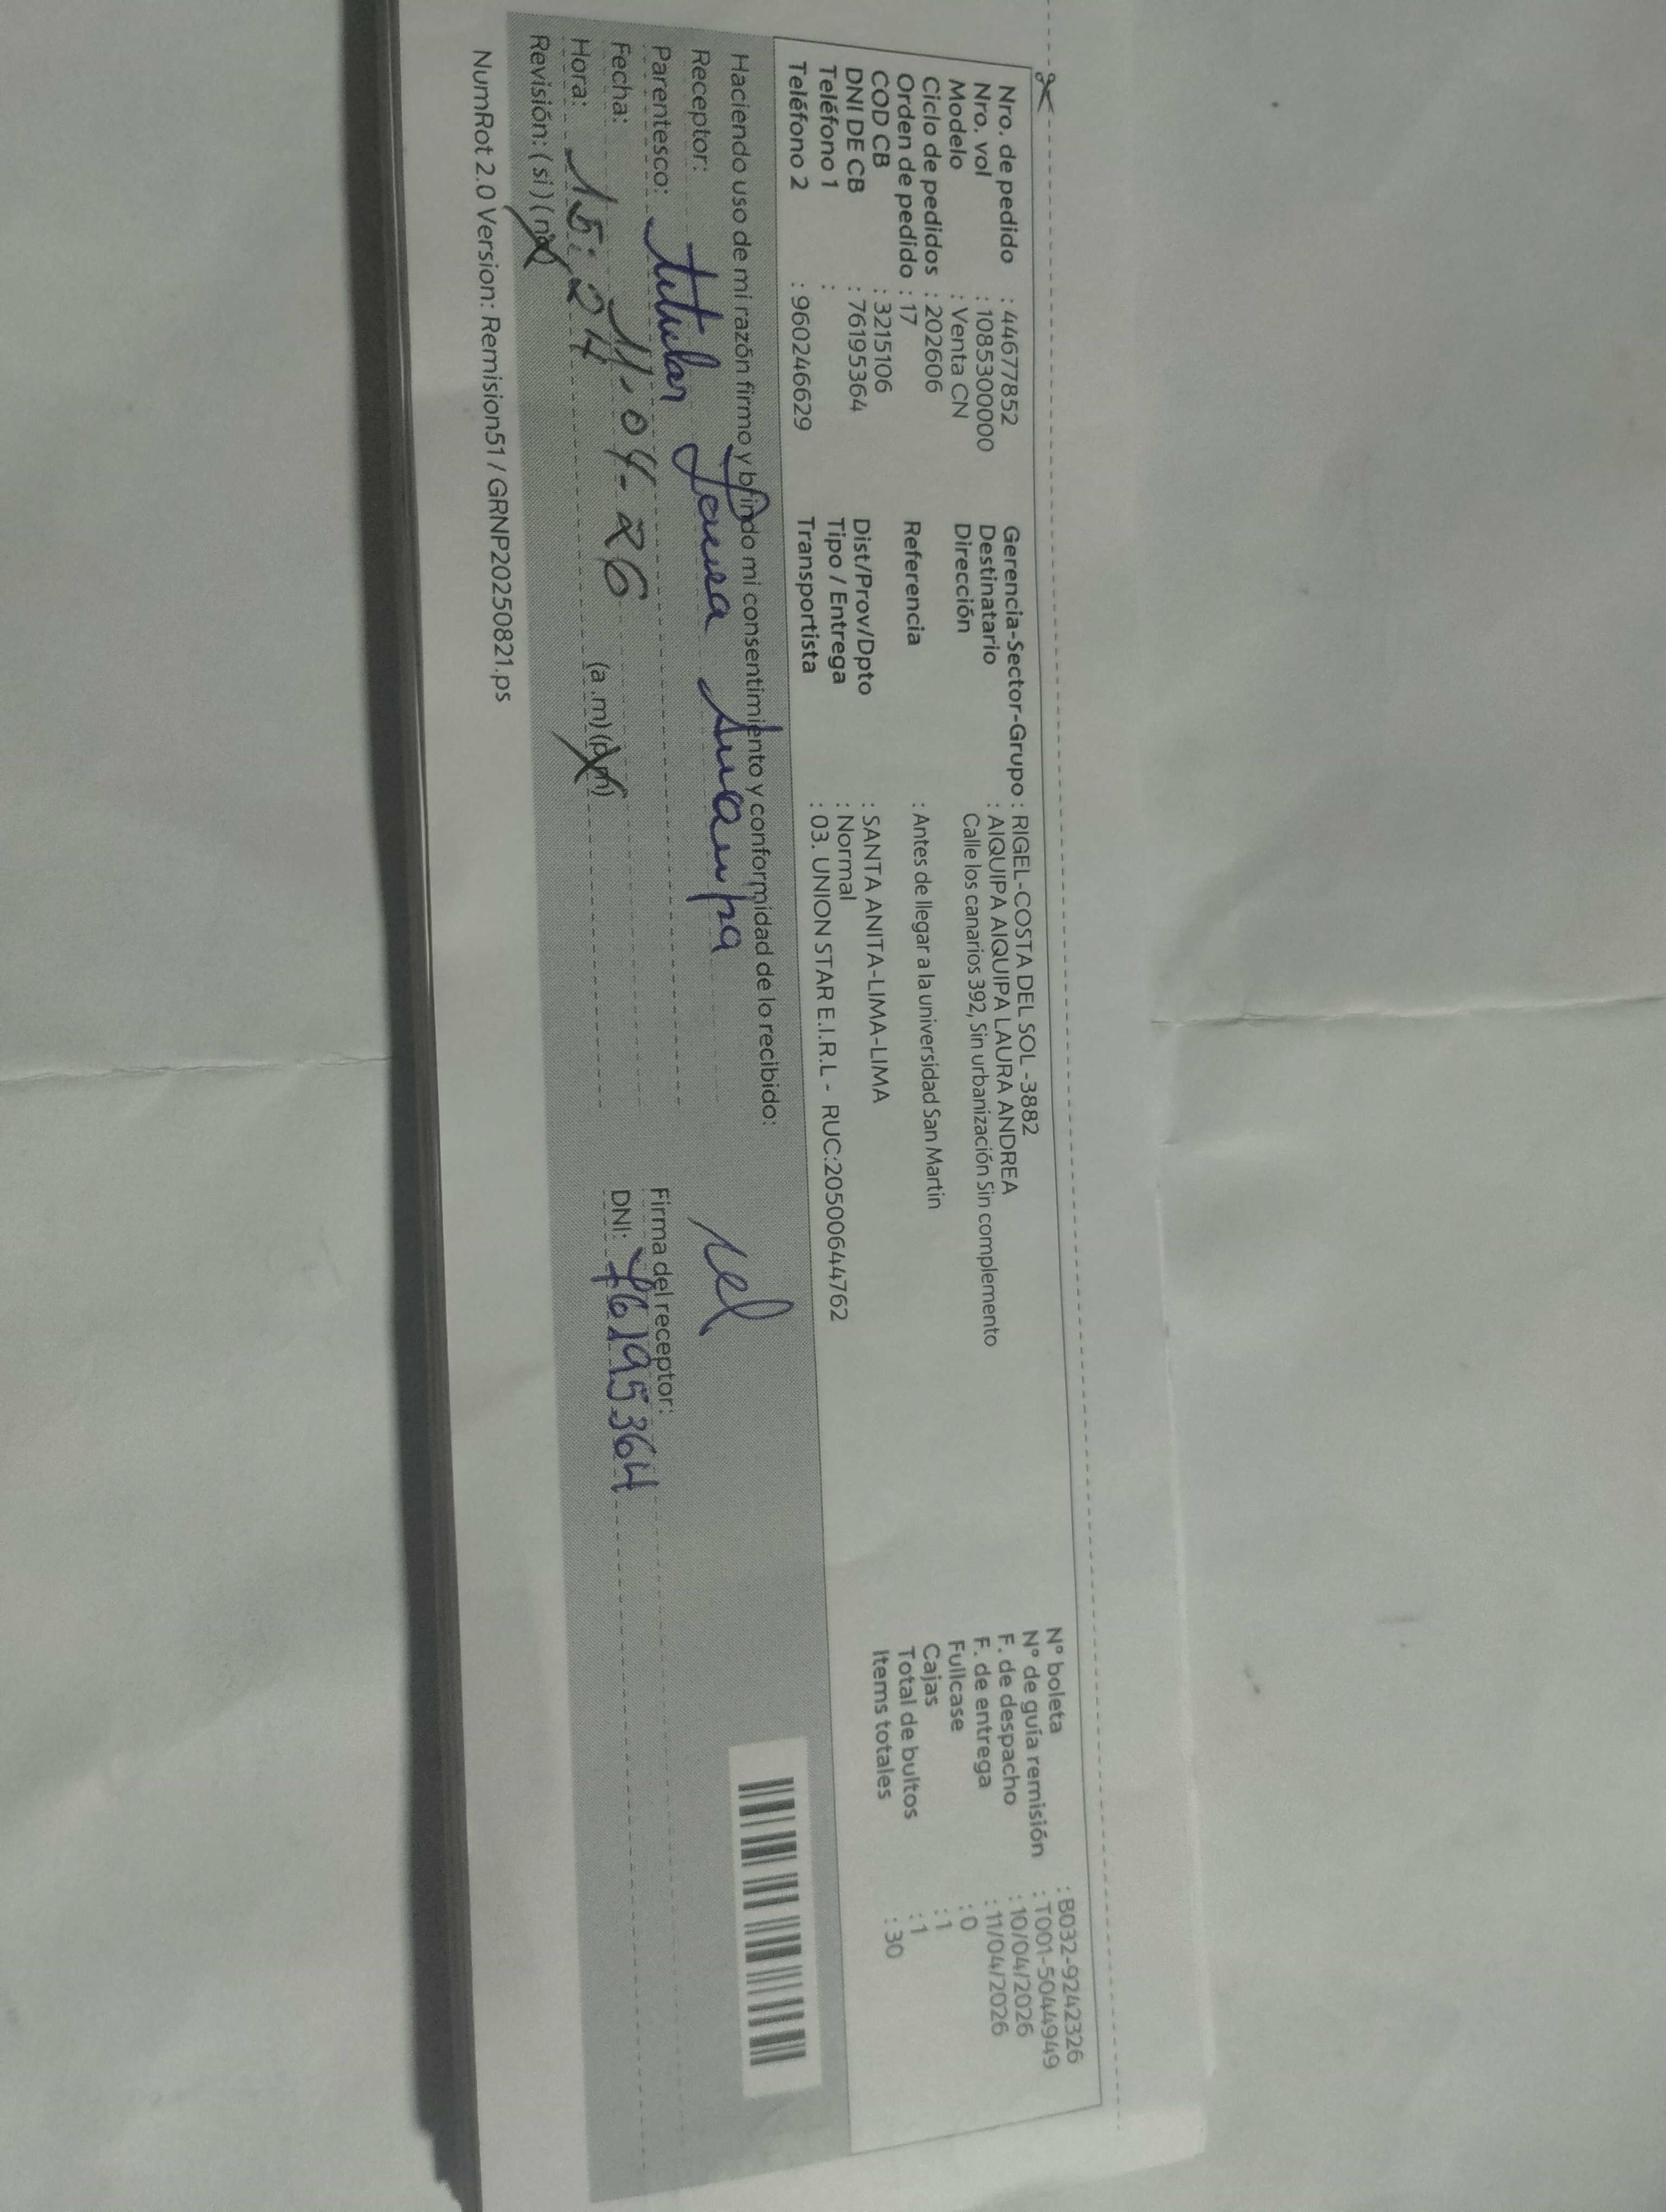 Nro. de pedido : 44677852
Nro. vol : 1085300000
Modelo : Venta CN
Ciclo de pedidos : 202606
Orden de pedido : 17
COD CB : 3215106
DNI DE CB : 76195364
Teléfono 1 :
Teléfono 2 : 960246629
Gerencia-Sector-Grupo : RIGEL-COSTA DEL SOL -3882
Destinatario : AIQUIPA AIQUIPA LAURA ANDREA
Dirección Calle los canarios 392, Sin urbanización Sin complemento
Referencia : Antes de llegar a la universidad San Martin
Dist/Prov/Dpto : SANTA ANITA-LIMA-LIMA
Tipo / Entrega : Normal
Transportista : 03. UNION STAR E.I.R.L - RUC:20500644762
N° boleta : B032-9242326
N° de guía remisión : T001-5044949
F. de despacho : 10/04/2026
F. de entrega : 11/04/2026
Fullcase : 0
Cajas : 1
Total de bultos : 1
Items totales : 30
Haciendo uso de mi razón firmo y brindo mi consentimiento y conformidad de lo recibido:
Receptor:
Parentesco: titular
Fecha: 11-04-26
Hora: 15:27 (a .m) (p.m)
Revisión: ( si ) ( no)
Firma del receptor:
DNI: 76195364
NumRot 2.0 Version: Remision51 / GRNP20250821.ps